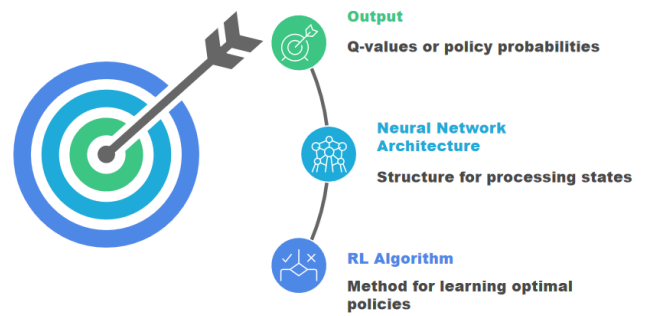 Output
Q-values or policy probabilities
Neural Network
Architecture
Structure for processing states
RL Algorithm
Method for learning optimal
policies